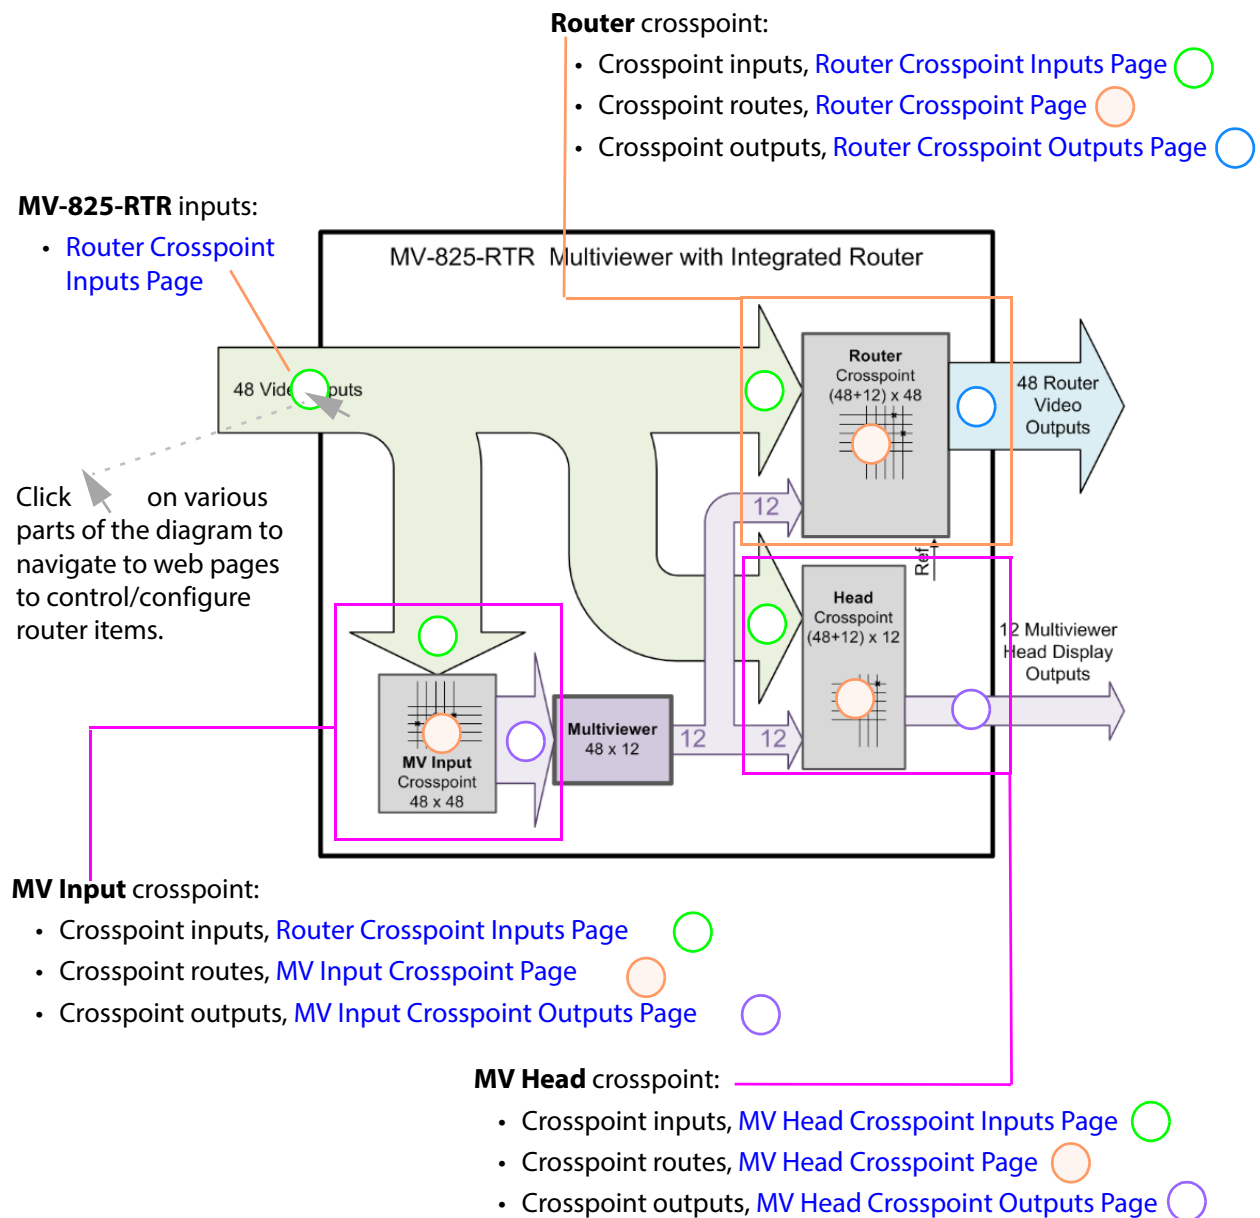 Router crosspoint:
• Crosspoint inputs, Router Crosspoint Inputs Page
• Crosspoint routes, Router Crosspoint Page
• Crosspoint outputs, Router Crosspoint Outputs Page
MV-825-RTR inputs:
• Router Crosspoint
Inputs Page
MV-825-RTR Multiviewer with Integrated Router
48 Vide puts
Router
Crosspoint
(48+12) x 48
48 Router
Video
Outputs
Click on various
parts of the diagram to
navigate to web pages
to control/configure
router items.
12
Ref
Head
Crosspoint
(48+12) x 12
12 Multiviewer
Head Display
Outputs
MV Input
Crosspoint
48 x 48
Multiviewer
48 x 12
12
12
MV Input crosspoint:
• Crosspoint inputs, Router Crosspoint Inputs Page
• Crosspoint routes, MV Input Crosspoint Page
• Crosspoint outputs, MV Input Crosspoint Outputs Page
MV Head crosspoint:
• Crosspoint inputs, MV Head Crosspoint Inputs Page
• Crosspoint routes, MV Head Crosspoint Page
• Crosspoint outputs, MV Head Crosspoint Outputs Page